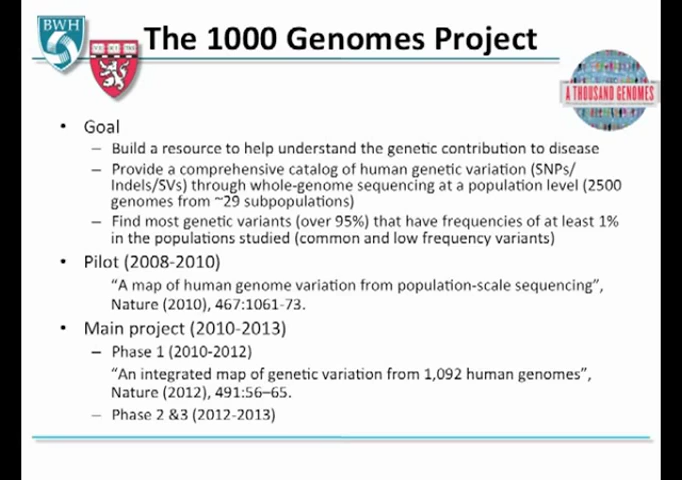 BWH
The 1000 Genomes Project
A THOUSAND GENOMES
• Goal
– Build a resource to help understand the genetic contribution to disease
– Provide a comprehensive catalog of human genetic variation (SNPs/
Indels/SVs) through whole-genome sequencing at a population level (2500
genomes from ~29 subpopulations)
– Find most genetic variants (over 95%) that have frequencies of at least 1%
in the populations studied (common and low frequency variants)
• Pilot (2008-2010)
“A map of human genome variation from population-scale sequencing”,
Nature (2010), 467:1061-73.
• Main project (2010-2013)
– Phase 1 (2010-2012)
“An integrated map of genetic variation from 1,092 human genomes”,
Nature (2012), 491:56–65.
– Phase 2 &3 (2012-2013)